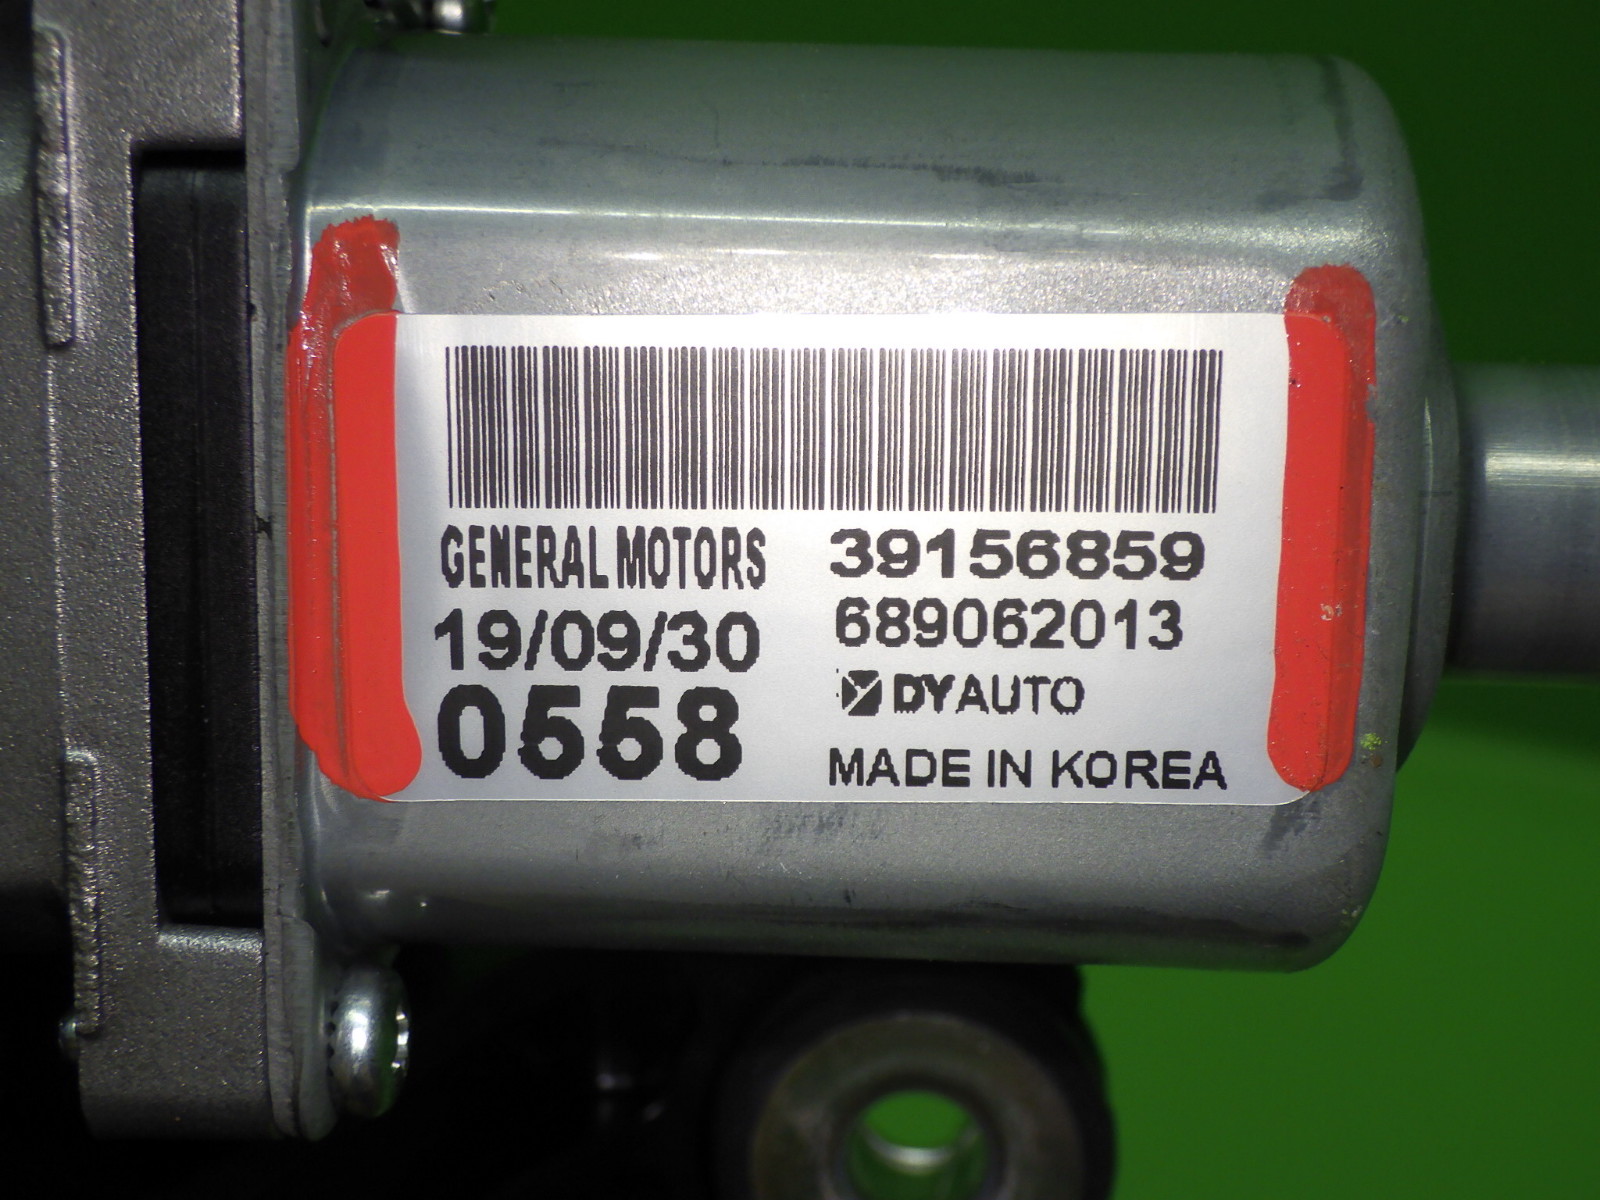 GENERAL MOTORS 39156859
19/09/30 689062013
0558 DYAUTO
MADE IN KOREA